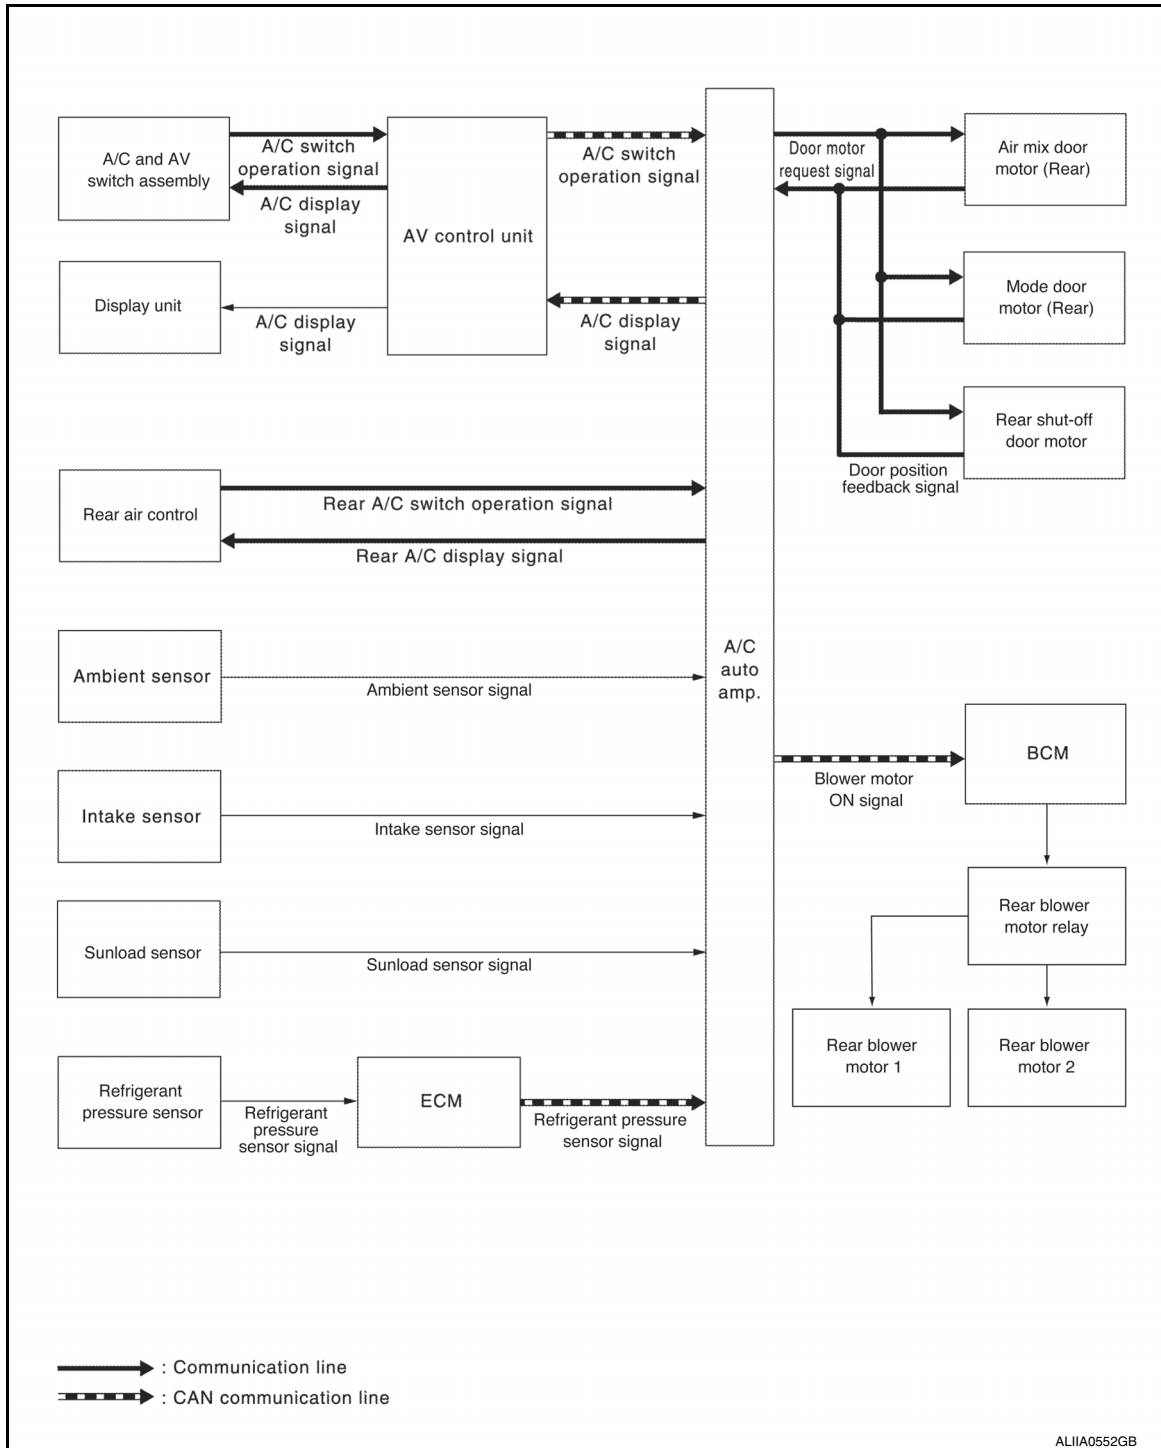 A/C and AV
switch assembly
A/C switch
operation signal
A/C display
signal
AV control unit
A/C switch
operation signal
Door motor
request signal
Air mix door
motor (Rear)
Display unit
A/C display
signal
A/C display
signal
Mode door
motor (Rear)
Rear shut-off
door motor
Door position
feedback signal
Rear air control
Rear A/C switch operation signal
Rear A/C display signal
Ambient sensor
Ambient sensor signal
A/C
auto
amp.
Intake sensor
Intake sensor signal
Blower motor
ON signal
BCM
Sunload sensor
Sunload sensor signal
Rear blower
motor relay
Rear blower
motor 1
Rear blower
motor 2
Refrigerant
pressure sensor
Refrigerant
pressure
sensor signal
ECM
Refrigerant pressure
sensor signal
: Communication line
: CAN communication line
ALIIA0552GB